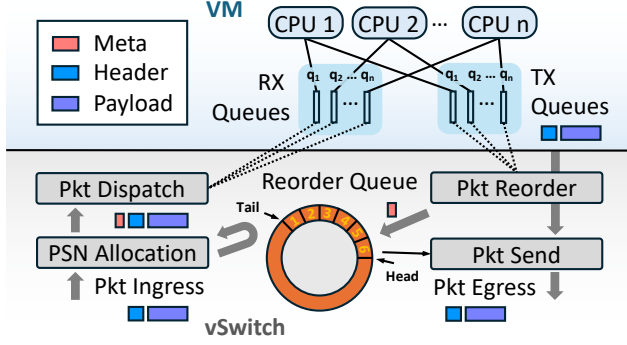 VM
CPU 1 CPU 2 ··· CPU n
Meta
Header
Payload
q1 q2 ··· qn
q1 q2 ··· qn
RX
Queues
···
···
TX
Queues
Pkt Dispatch
Reorder Queue
Pkt Reorder
Tail
1 2 3 4 5 6
PSN Allocation
Pkt Send
Head
Pkt Ingress
Pkt Egress
vSwitch